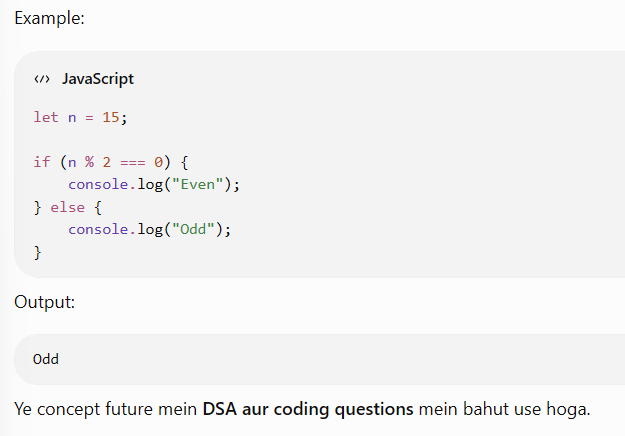 Example:
</> JavaScript
let n = 15;
if (n % 2 === 0) {
    console.log("Even");
} else {
    console.log("Odd");
}
Output:
Odd
Ye concept future mein DSA aur coding questions mein bahut use hoga.